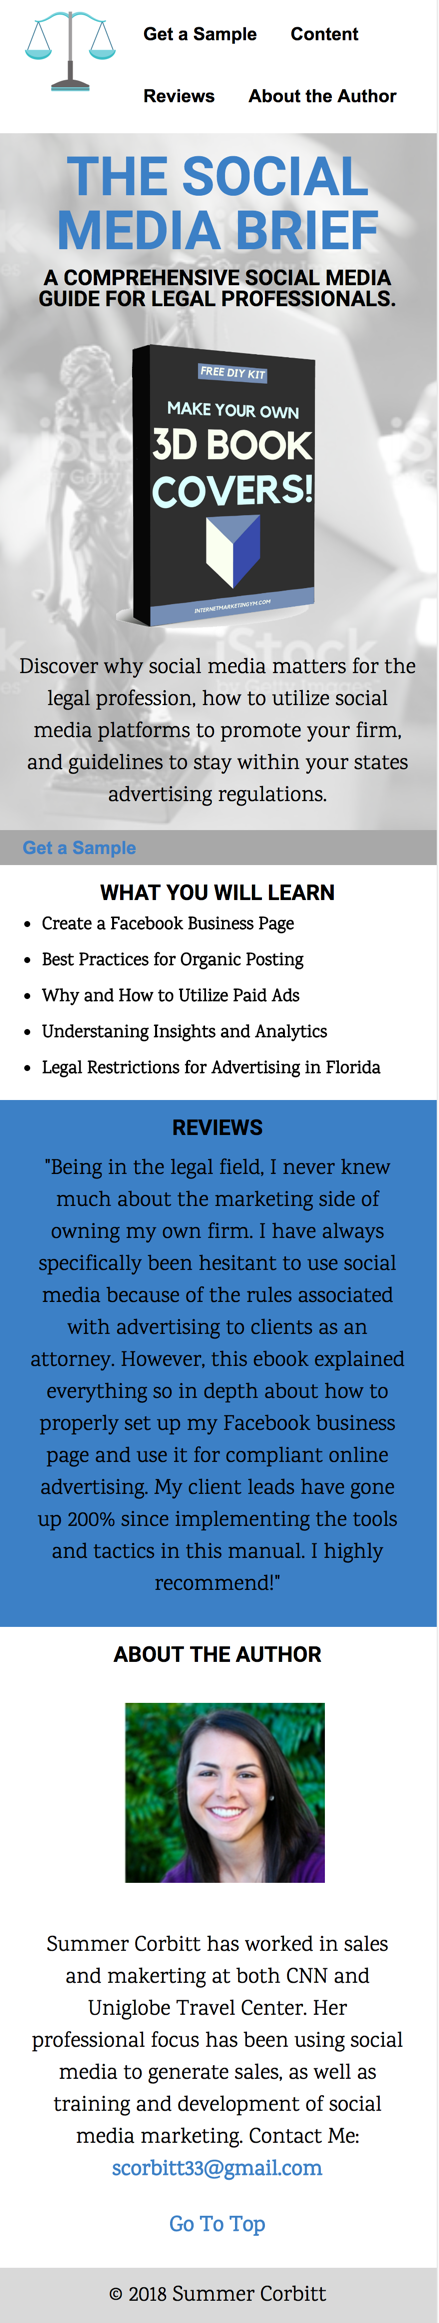 Get a Sample Content
Reviews About the Author
THE SOCIAL
MEDIA BRIEF
A COMPREHENSIVE SOCIAL MEDIA
GUIDE FOR LEGAL PROFESSIONALS.
FREE DIY KIT
MAKE YOUR OWN
3D BOOK
COVERS!
INTERNETMARKETINGYM.COM
iStock
by Getty Images
Discover why social media matters for the
legal profession, how to utilize social
media platforms to promote your firm,
and guidelines to stay within your states
advertising regulations.
Get a Sample
WHAT YOU WILL LEARN
• Create a Facebook Business Page
• Best Practices for Organic Posting
• Why and How to Utilize Paid Ads
• Understaning Insights and Analytics
• Legal Restrictions for Advertising in Florida
REVIEWS
"Being in the legal field, I never knew
much about the marketing side of
owning my own firm. I have always
specifically been hesitant to use social
media because of the rules associated
with advertising to clients as an
attorney. However, this ebook explained
everything so in depth about how to
properly set up my Facebook business
page and use it for compliant online
advertising. My client leads have gone
up 200% since implementing the tools
and tactics in this manual. I highly
recommend!"
ABOUT THE AUTHOR
Summer Corbitt has worked in sales
and makerting at both CNN and
Uniglobe Travel Center. Her
professional focus has been using social
media to generate sales, as well as
training and development of social
media marketing. Contact Me:
scorbitt33@gmail.com
Go To Top
© 2018 Summer Corbitt